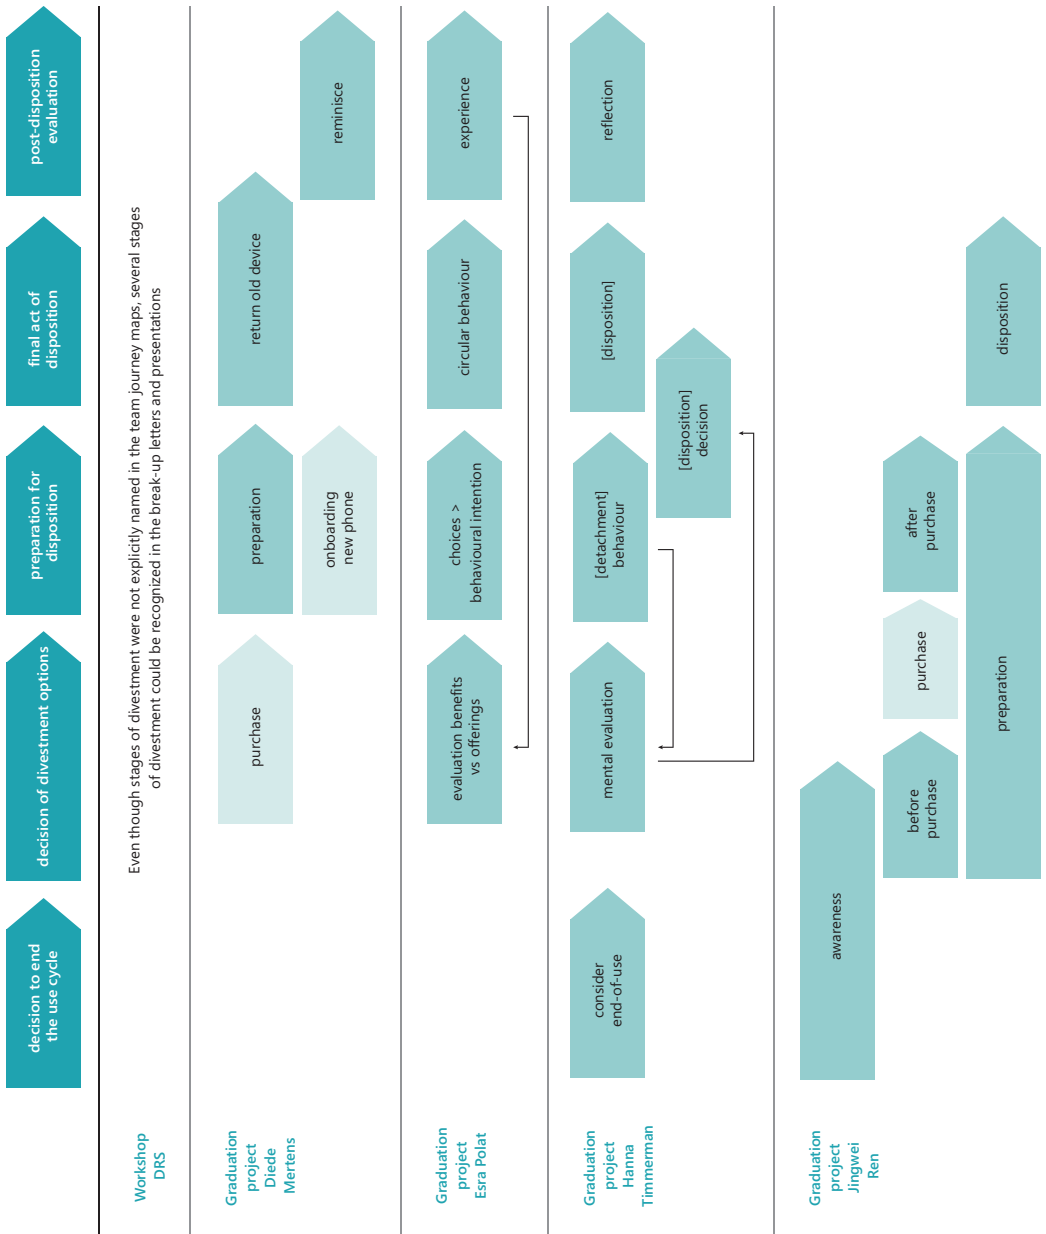 decision to end
the use cycle
decision of divestment options
preparation for
disposition
final act of
disposition
post-disposition
evaluation
Workshop
DRS
Even though stages of divestment were not explicitly named in the team journey maps, several stages
of divestment could be recognized in the break-up letters and presentations
Graduation
project
Diede
Mertens
purchase
preparation
return old device
onboarding
new phone
reminisce
Graduation
project
Esra Polat
evaluation benefits
vs offerings
choices >
behavioural intention
circular behaviour
experience
Graduation
project
Hanna
Timmerman
consider
end-of-use
mental evaluation
[detachment]
behaviour
[disposition]
reflection
[disposition]
decision
Graduation
project
Jingwei
Ren
awareness
before
purchase
purchase
after
purchase
preparation
disposition